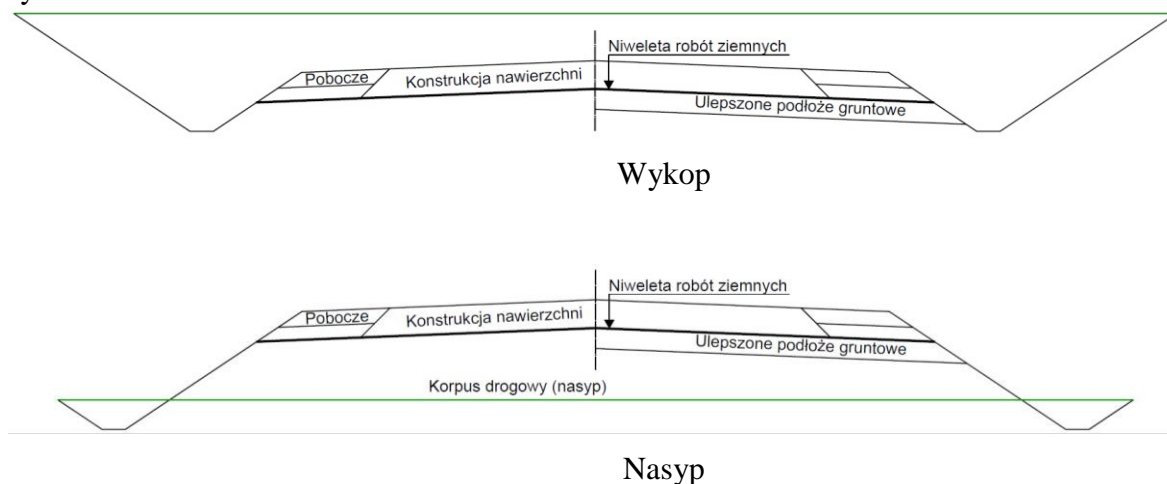 Niweleta robót ziemnych
Pobocze
Konstrukcja nawierzchni
Ulepszone podłoże gruntowe
Wykop
Niweleta robót ziemnych
Pobocze
Konstrukcja nawierzchni
Ulepszone podłoże gruntowe
Korpus drogowy (nasyp)
Nasyp